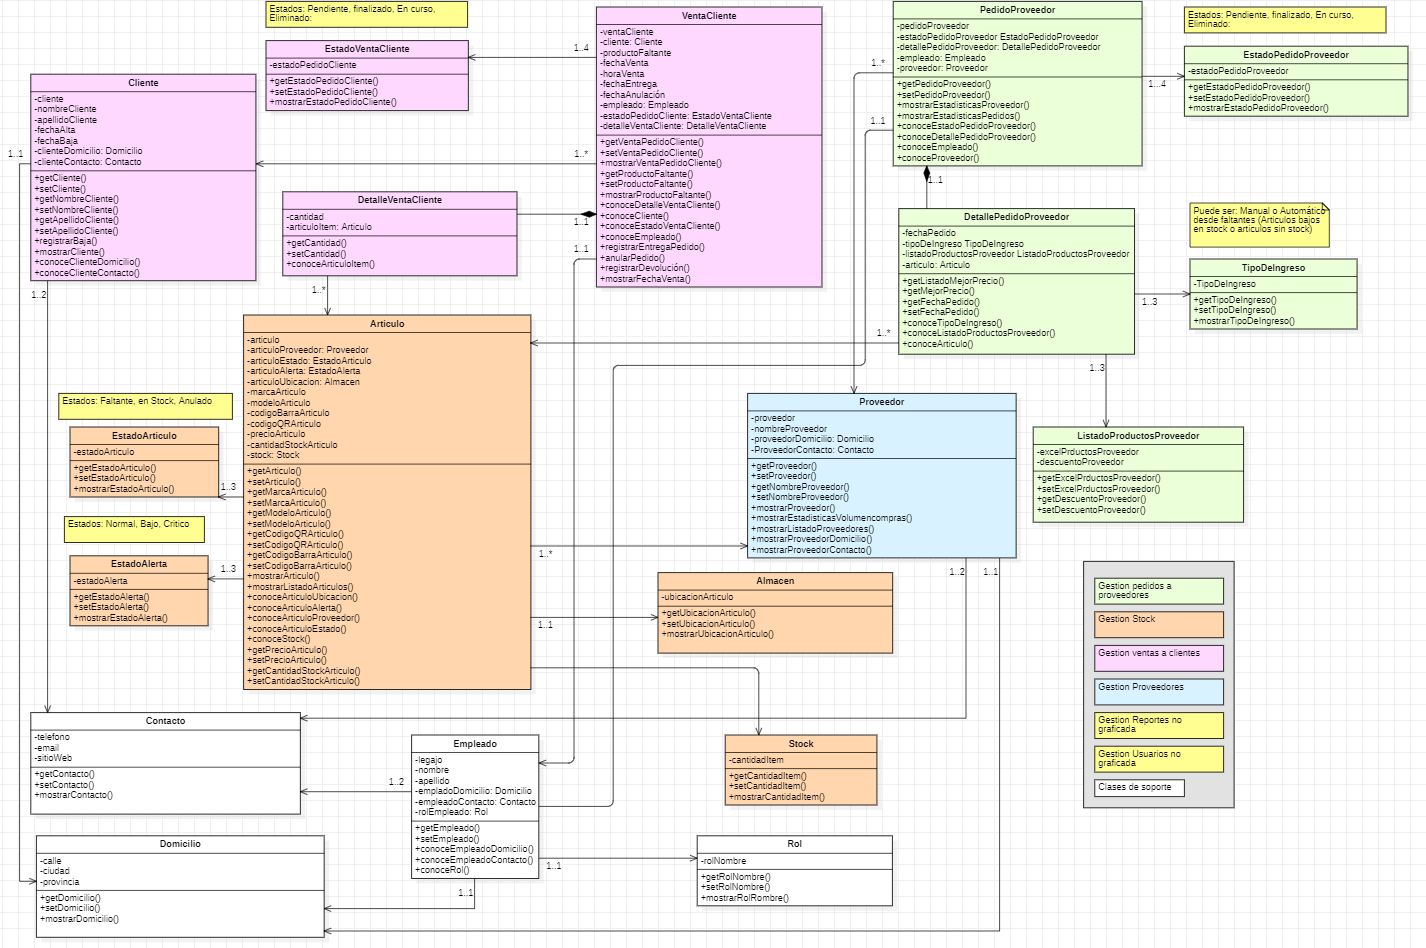 Estados: Pendiente, finalizado, En curso,
Eliminado:
EstadoVentaCliente
-estadoPedidoCliente
+getEstadoPedidoCliente()
+setEstadoPedidoCliente()
+mostrarEstadoPedidoCliente()
1..4
VentaCliente
-ventaCliente
-cliente: Cliente
-productoFaltante
-fechaVenta
-horaVenta
-fechaEntrega
-fechaAnulación
-empleado: Empleado
-estadoPedidoCliente: EstadoVentaCliente
-detalleVentaCliente: DetalleVentaCliente
+getVentaPedidoCliente()
+setVentaPedidoCliente()
+mostrarVentaPedidoCliente()
+getProductoFaltante()
+setProductoFaltante()
+mostrarProductoFaltante()
+conoceDetalleVentaCliente()
+conoceCliente()
+conoceEstadoVentaCliente()
+conoceEmpleado()
+registrarEntregaPedido()
+anularPedido()
+registrarDevolución()
+mostrarFechaVenta()
1..*
1..1
1..1
PedidoProveedor
-pedidoProveedor
-estadoPedidoProveedor EstadoPedidoProveedor
-detallePedidoProveedor: DetallePedidoProveedor
-empleado: Empleado
-proveedor: Proveedor
+getPedidoProveedor()
+setPedidoProveedor()
+mostrarEstadisticasProveedor()
+mostrarEstadisticasPedidos()
+conoceEstadoPedidoProveedor()
+conoceDetallePedidoProveedor()
+conoceEmpleado()
+conoceProveedor()
1..*
1..1
1..1
1...4
Estados: Pendiente, finalizado, En curso,
Eliminado:
EstadoPedidoProveedor
-estadoPedidoProveedor
+getEstadoPedidoProveedor()
+setEstadoPedidoProveedor()
+mostrarEstadoPedidoProveedor()
Cliente
-cliente
-nombreCliente
-apellidoCliente
-fechaAlta
-fechaBaja
-clienteDomicilio: Domicilio
-clienteContacto: Contacto
+getCliente()
+setCliente()
+getNombreCliente()
+setNombreCliente()
+getApellidoCliente()
+setApellidoCliente()
+registrarBaja()
+mostrarCliente()
+conoceClienteDomicilio()
+conoceClienteContacto()
1..1
1..2
DetalleVentaCliente
-cantidad
-articuloItem: Articulo
+getCantidad()
+setCantidad()
+conoceArticuloItem()
1..*
DetallePedidoProveedor
-fechaPedido
-tipoDeIngreso TipoDeIngreso
-listadoProductosProveedor ListadoProductosProveedor
-articulo: Articulo
+getListadoMejorPrecio()
+getMejorPrecio()
+getFechaPedido()
+setFechaPedido()
+conoceTipoDeIngreso()
+conoceListadoProductosProveedor()
+conoceArticulo()
1..*
1..3
1..3
Puede ser: Manual o Automático
desde faltantes (Articulos bajos
en stock o articulos sin stock)
TipoDeIngreso
-TipoDeIngreso
+getTipoDeIngreso()
+setTipoDeIngreso()
+mostrarTipoDeIngreso()
Articulo
-articulo
-articuloProveedor: Proveedor
-articuloEstado: EstadoArticulo
-articuloAlerta: EstadoAlerta
-articuloUbicacion: Almacen
-marcaArticulo
-modeloArticulo
-codigoBarraArticulo
-codigoQRArticulo
-precioArticulo
-cantidadStockArticulo
-stock: Stock
+getArticulo()
+setArticulo()
+getMarcaArticulo()
+setMarcaArticulo()
+getModeloArticulo()
+setModeloArticulo()
+getCodigoQRArticulo()
+setCodigoQRArticulo()
+getCodigoBarraArticulo()
+setCodigoBarraArticulo()
+mostrarArticulo()
+mostrarListadoArticulos()
+conoceArticuloUbicacion()
+conoceArticuloAlerta()
+conoceArticuloProveedor()
+conoceArticuloEstado()
+conoceStock()
+getPrecioArticulo()
+setPrecioArticulo()
+getCantidadStockArticulo()
+setCantidadStockArticulo()
1..3
1..3
1..*
1..1
Estados: Faltante, en Stock, Anulado
EstadoArticulo
-estadoArticulo
+getEstadoArticulo()
+setEstadoArticulo()
+mostrarEstadoArticulo()
Estados: Normal, Bajo, Critico
EstadoAlerta
-estadoAlerta
+getEstadoAlerta()
+setEstadoAlerta()
+mostrarEstadoAlerta()
Proveedor
-proveedor
-nombreProveedor
-proveedorDomicilio: Domicilio
-ProveedorContacto: Contacto
+getProveedor()
+setProveedor()
+getNombreProveedor()
+setNombreProveedor()
+mostrarProveedor()
+mostrarEstadisticasVolumencompras()
+mostrarListadoProveedores()
+mostrarProveedorDomicilio()
+mostrarProveedorContacto()
1..2
1..1
ListadoProductosProveedor
-excelPrductosProveedor
-descuentoProveedor
+getExcelPrductosProveedor()
+setExcelPrductosProveedor()
+getDescuentoProveedor()
+setDescuentoProveedor()
Almacen
-ubicacionArticulo
+getUbicacionArticulo()
+setUbicacionArticulo()
+mostrarUbicacionArticulo()
Gestion pedidos a
proveedores
Gestion Stock
Gestion ventas a clientes
Gestion Proveedores
Gestion Reportes no
graficada
Gestion Usuarios no
graficada
Clases de soporte
Contacto
-telefono
-email
-sitioWeb
+getContacto()
+setContacto()
+mostrarContacto()
Empleado
-legajo
-nombre
-apellido
-empladoDomicilio: Domicilio
-empleadoContacto: Contacto
-rolEmpleado: Rol
+getEmpleado()
+setEmpleado()
+conoceEmpleadoDomicilio()
+conoceEmpleadoContacto()
+conoceRol()
1..2
1..1
1..1
Stock
-cantidadItem
+getCantidadItem()
+setCantidadItem()
+mostrarCantidadItem()
Domicilio
-calle
-ciudad
-provincia
+getDomicilio()
+setDomicilio()
+mostrarDomicilio()
Rol
-rolNombre
+getRolNombre()
+setRolNombre()
+mostrarRolRombre()